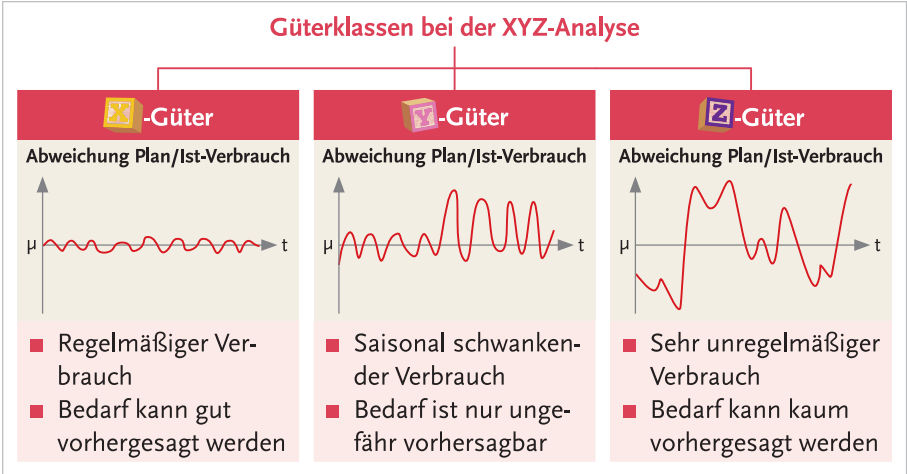 Güterklassen bei der XYZ-Analyse
X-Güter
Abweichung Plan/Ist-Verbrauch
µ
t
Regelmäßiger Ver-
brauch
Bedarf kann gut
vorhergesagt werden
Y-Güter
Abweichung Plan/Ist-Verbrauch
µ
t
Saisonal schwanken-
der Verbrauch
Bedarf ist nur unge-
fähr vorhersagbar
Z-Güter
Abweichung Plan/Ist-Verbrauch
µ
t
Sehr unregelmäßiger
Verbrauch
Bedarf kann kaum
vorhergesagt werden